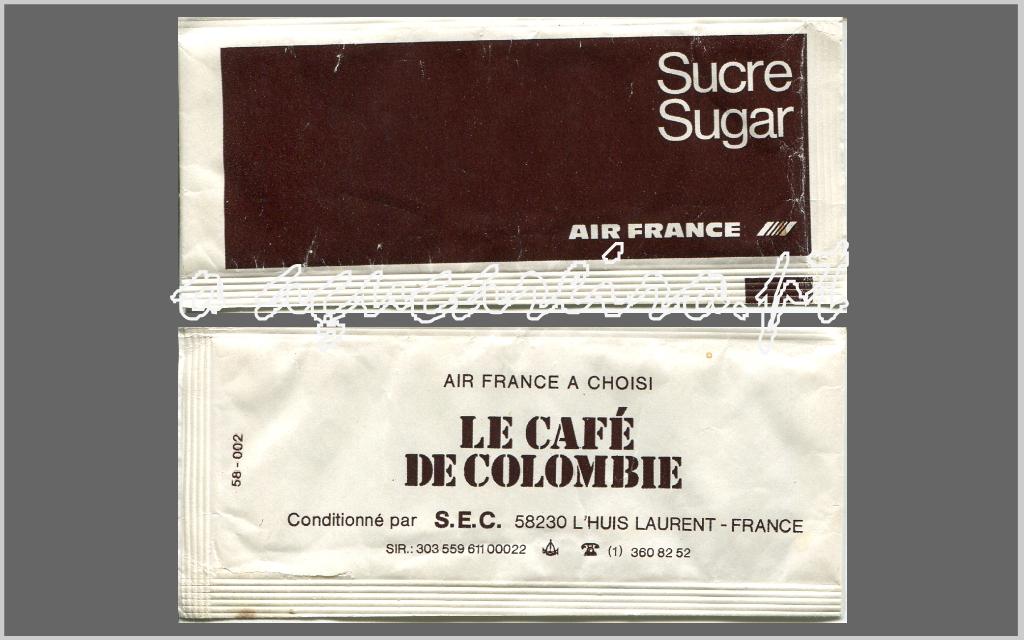 Sucre
Sugar
AIR FRANCE
AIR FRANCE A CHOISI
LE CAFÉ
DE COLOMBIE
58-002
Conditionné par S.E.C. 58230 L'HUIS LAURENT - FRANCE
SIR.: 303 559 611 00022 (1) 360 82 52